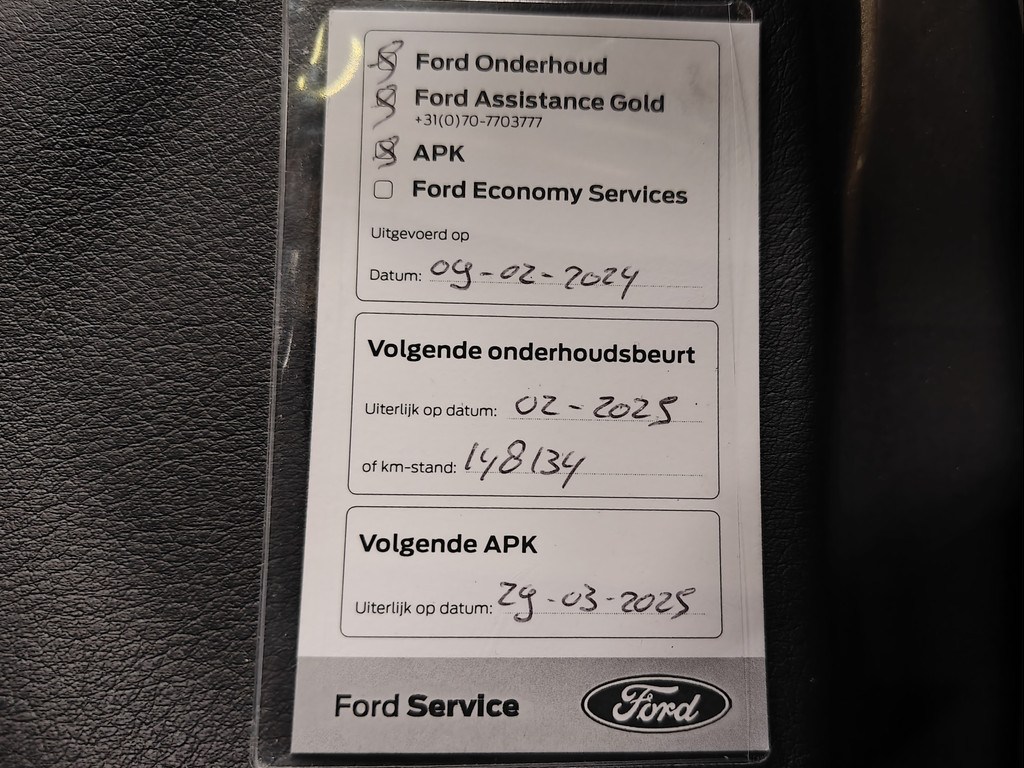 Ford Onderhoud
Ford Assistance Gold
+31(0)70-7703777
APK
Ford Economy Services
Uitgevoerd op
Datum: 09-02-2024
Volgende onderhoudsbeurt
Uiterlijk op datum: 02-2025
of km-stand: 148134
Volgende APK
Uiterlijk op datum: 29-03-2025
Ford Service
Ford